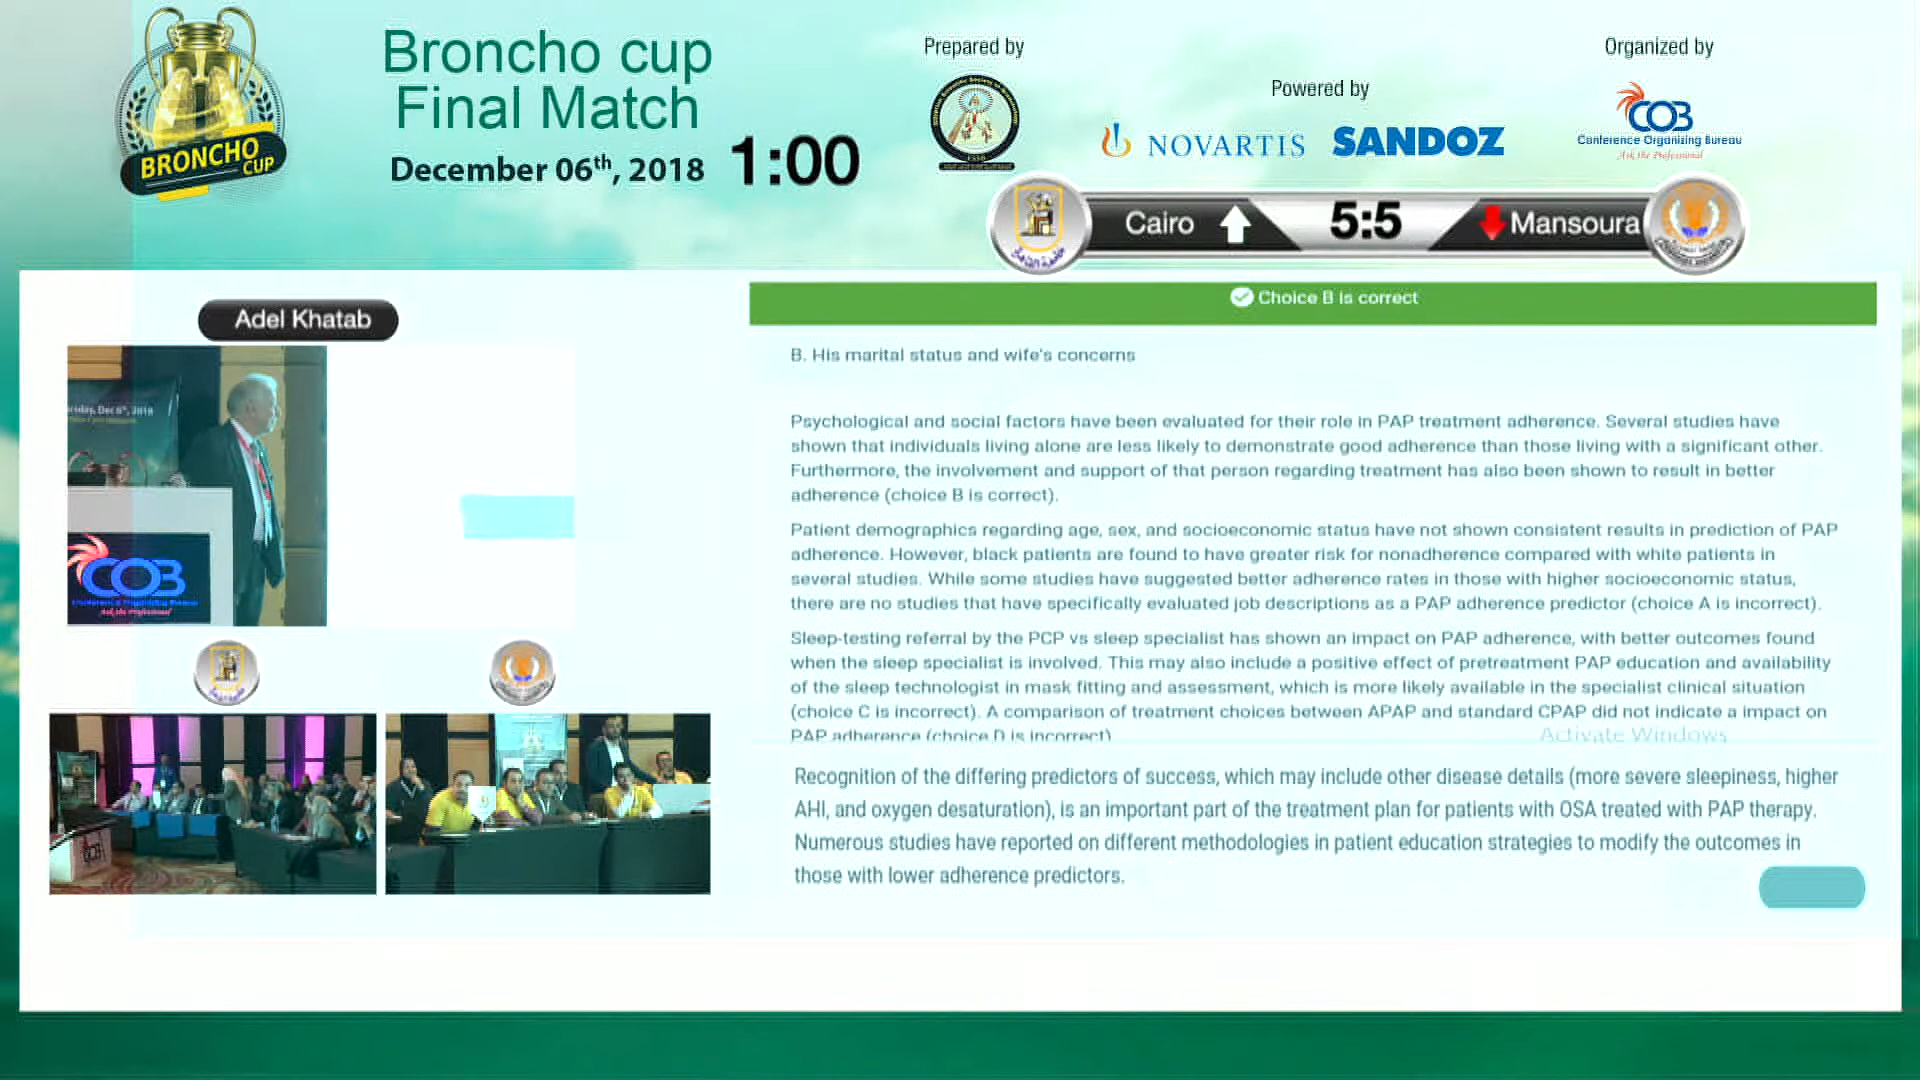 BRONCHO
CUP
Broncho cup
Final Match
December 06th, 2018
1:00
Prepared by
Powered by
NOVARTIS
SANDOZ
Organized by
COB
Conference Organizing Bureau
Ask the Professional
Cairo
5:5
Mansoura
Adel Khatab
COB
Choice B is correct
B. His marital status and wife's concerns
Psychological and social factors have been evaluated for their role in PAP treatment adherence. Several studies have
shown that individuals living alone are less likely to demonstrate good adherence than those living with a significant other.
Furthermore, the involvement and support of that person regarding treatment has also been shown to result in better
adherence (choice B is correct).
Patient demographics regarding age, sex, and socioeconomic status have not shown consistent results in prediction of PAP
adherence. However, black patients are found to have greater risk for nonadherence compared with white patients in
several studies. While some studies have suggested better adherence rates in those with higher socioeconomic status,
there are no studies that have specifically evaluated job descriptions as a PAP adherence predictor (choice A is incorrect).
Sleep-testing referral by the PCP vs sleep specialist has shown an impact on PAP adherence, with better outcomes found
when the sleep specialist is involved. This may also include a positive effect of pretreatment PAP education and availability
of the sleep technologist in mask fitting and assessment, which is more likely available in the specialist clinical situation
(choice C is incorrect). A comparison of treatment choices between APAP and standard CPAP did not indicate a impact on
PAP adherence (choice D is incorrect)
Activate Windows
Recognition of the differing predictors of success, which may include other disease details (more severe sleepiness, higher
AHI, and oxygen desaturation), is an important part of the treatment plan for patients with OSA treated with PAP therapy.
Numerous studies have reported on different methodologies in patient education strategies to modify the outcomes in
those with lower adherence predictors.